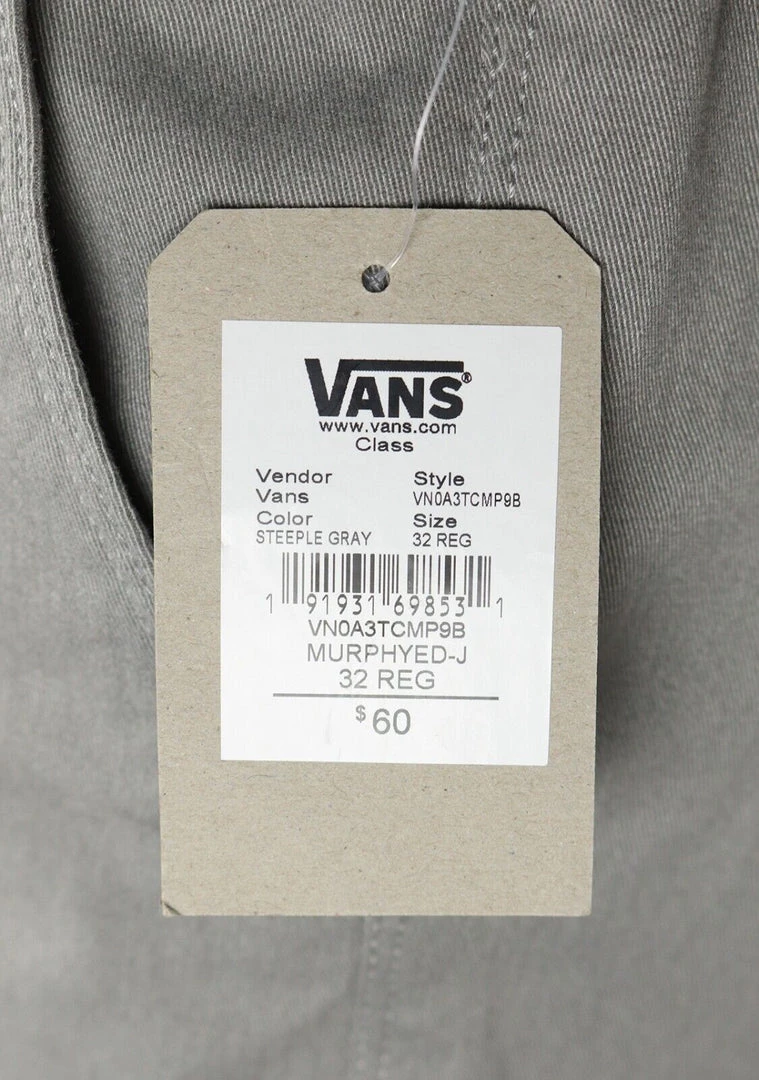 VANS®
www.vans.com
Class
Vendor Style
Vans VN0A3TCMP9B
Color Size
STEEPLE GRAY 32 REG
1 91931 69853 1
VN0A3TCMP9B
MURPHYED-J
32 REG
$60